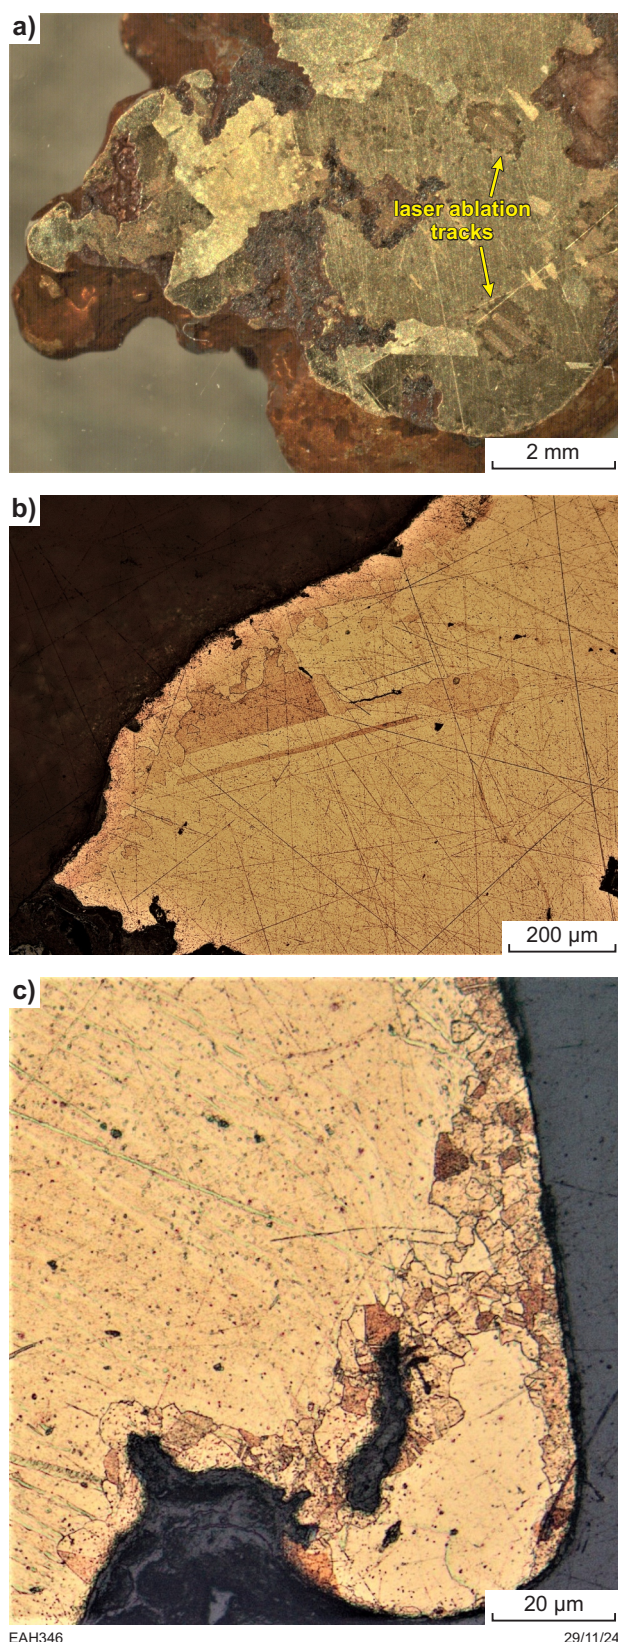 a)
laser ablation
tracks
2 mm
b)
200 µm
c)
20 µm
EAH346
29/11/24